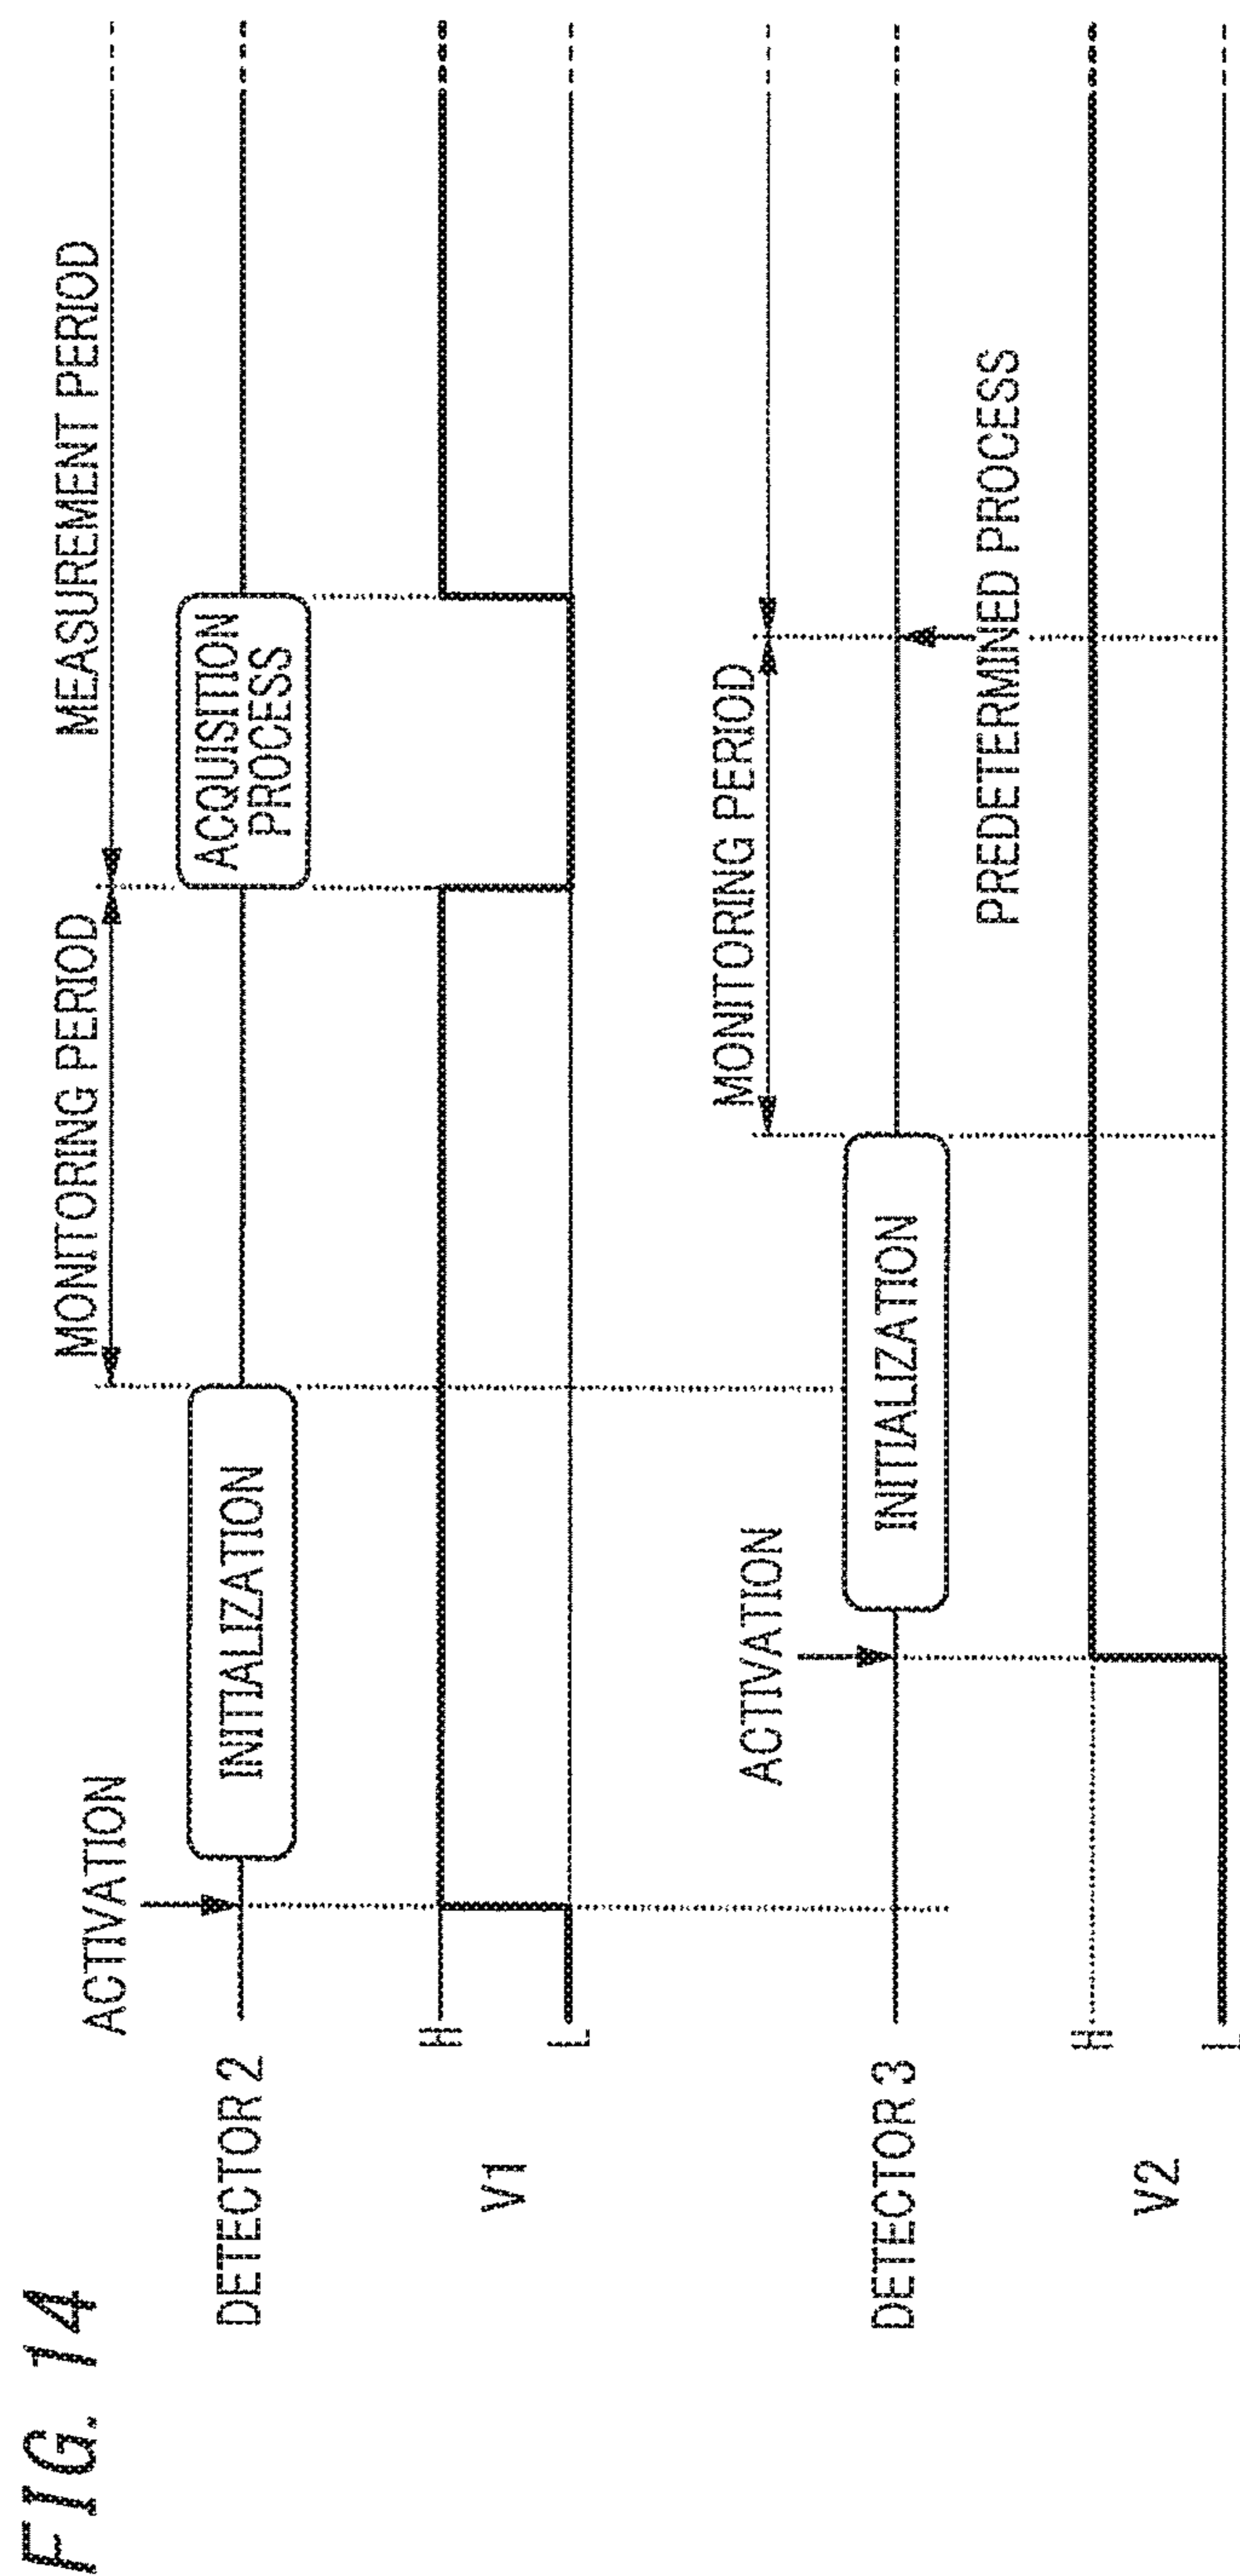 FIG. 14
ACTIVATION
MONITORING PERIOD
MEASUREMENT PERIOD
DETECTOR 2
INITIALIZATION
ACQUISITION
PROCESS
H
V1
L
ACTIVATION
MONITORING PERIOD
DETECTOR 3
INITIALIZATION
PREDETERMINED PROCESS
H
V2
L